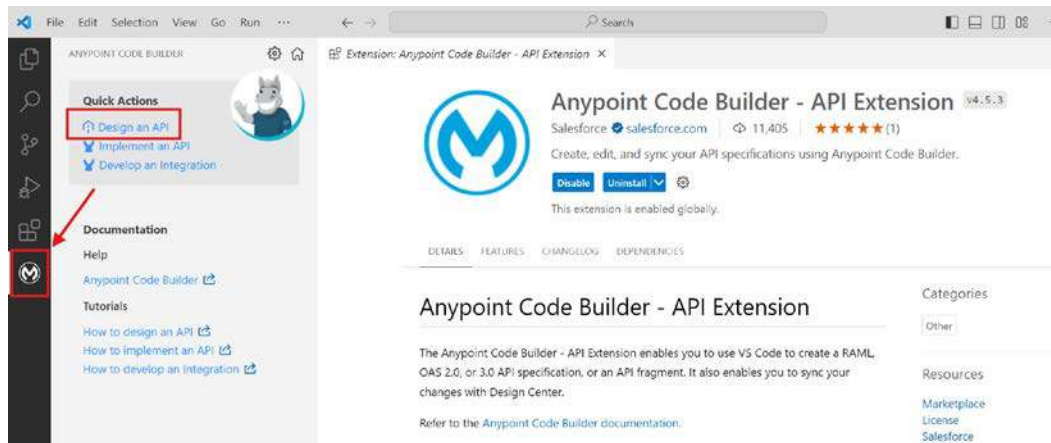 File Edit Selection View Go Run ...
Search
ANYPOINT CODE BUILDER
Extension: Anypoint Code Builder - API Extension
Quick Actions
Design an API
Implement an API
Develop an Integration
Documentation
Help
Anypoint Code Builder
Tutorials
How to design an API
How to implement an API
How to develop an Integration
Anypoint Code Builder - API Extension v4.5.3
Salesforce salesforce.com 11,405 (1)
Create, edit, and sync your API specifications using Anypoint Code Builder.
Disable Uninstall
This extension is enabled globally.
DETAILS FEATURES CHANGELOG DEPENDENCIES
Anypoint Code Builder - API Extension
The Anypoint Code Builder - API Extension enables you to use VS Code to create a RAML,
OAS 2.0, or 3.0 API specification, or an API fragment. It also enables you to sync your
changes with Design Center.
Refer to the Anypoint Code Builder documentation.
Categories
Other
Resources
Marketplace
License
Salesforce